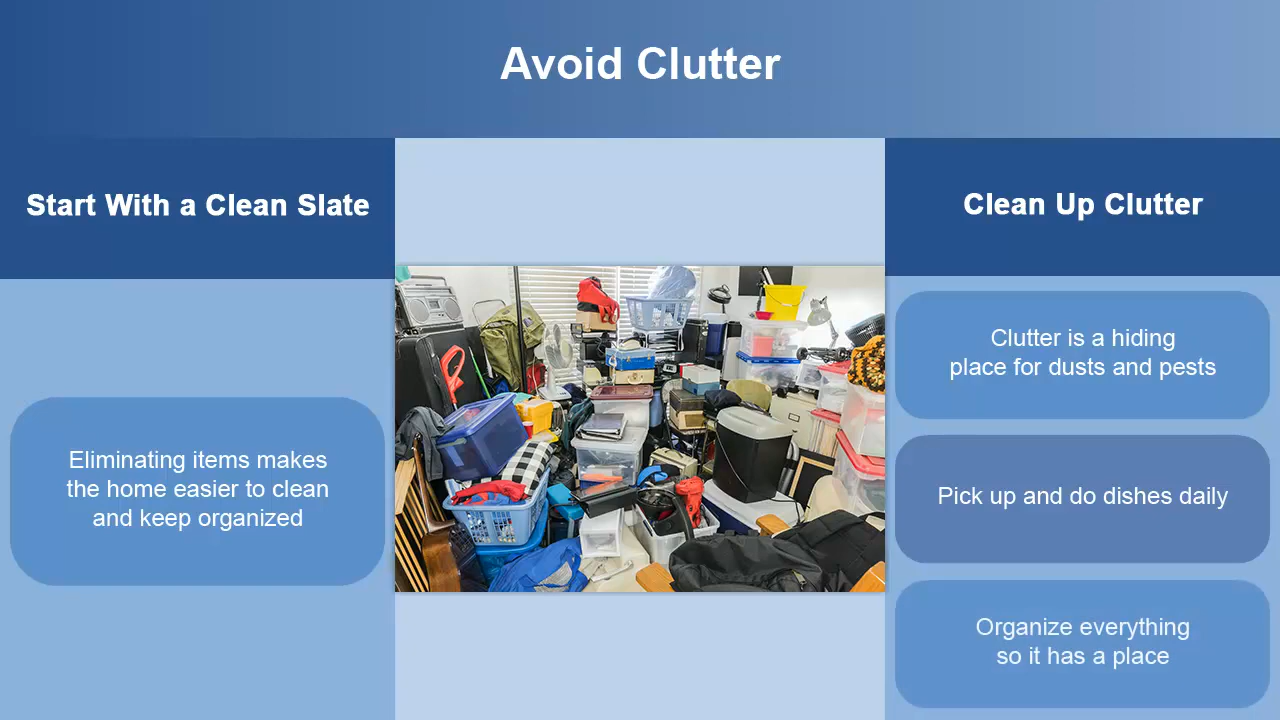 Avoid Clutter
Start With a Clean Slate
Eliminating items makes
the home easier to clean
and keep organized
Clean Up Clutter
Clutter is a hiding
place for dusts and pests
Pick up and do dishes daily
Organize everything
so it has a place